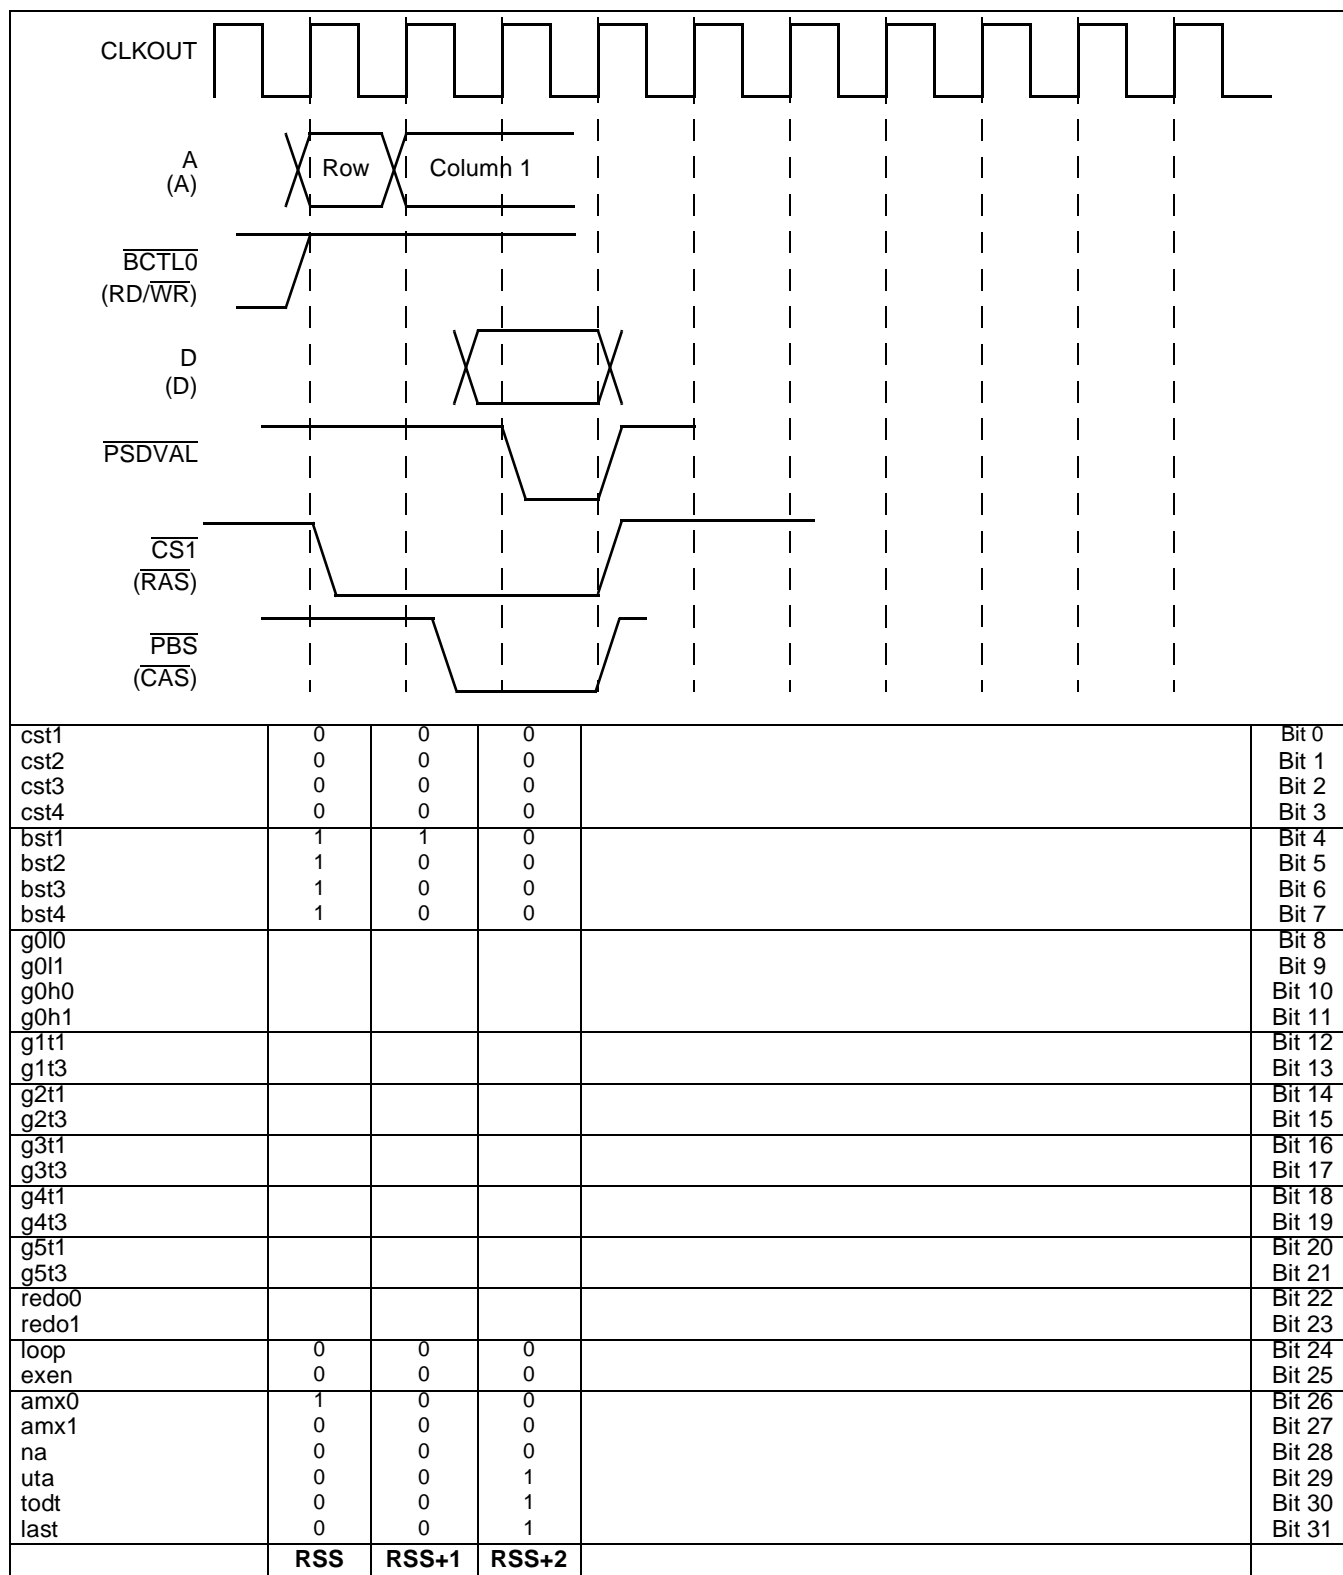 CLKOUT
A
(A)
Row Column 1
BCTL0
(RD/WR)
D
(D)
PSDVAL
CS1
(RAS)
PBS
(CAS)
cst1 0 0 0 Bit 0
cst2 0 0 0 Bit 1
cst3 0 0 0 Bit 2
cst4 0 0 0 Bit 3
bst1 1 1 0 Bit 4
bst2 1 0 0 Bit 5
bst3 1 0 0 Bit 6
bst4 1 0 0 Bit 7
g0l0 Bit 8
g0l1 Bit 9
g0h0 Bit 10
g0h1 Bit 11
g1t1 Bit 12
g1t3 Bit 13
g2t1 Bit 14
g2t3 Bit 15
g3t1 Bit 16
g3t3 Bit 17
g4t1 Bit 18
g4t3 Bit 19
g5t1 Bit 20
g5t3 Bit 21
redo0 Bit 22
redo1 Bit 23
loop 0 0 0 Bit 24
exen 0 0 0 Bit 25
amx0 1 0 0 Bit 26
amx1 0 0 0 Bit 27
na 0 0 0 Bit 28
uta 0 0 1 Bit 29
todt 0 0 1 Bit 30
last 0 0 1 Bit 31
RSS RSS+1 RSS+2